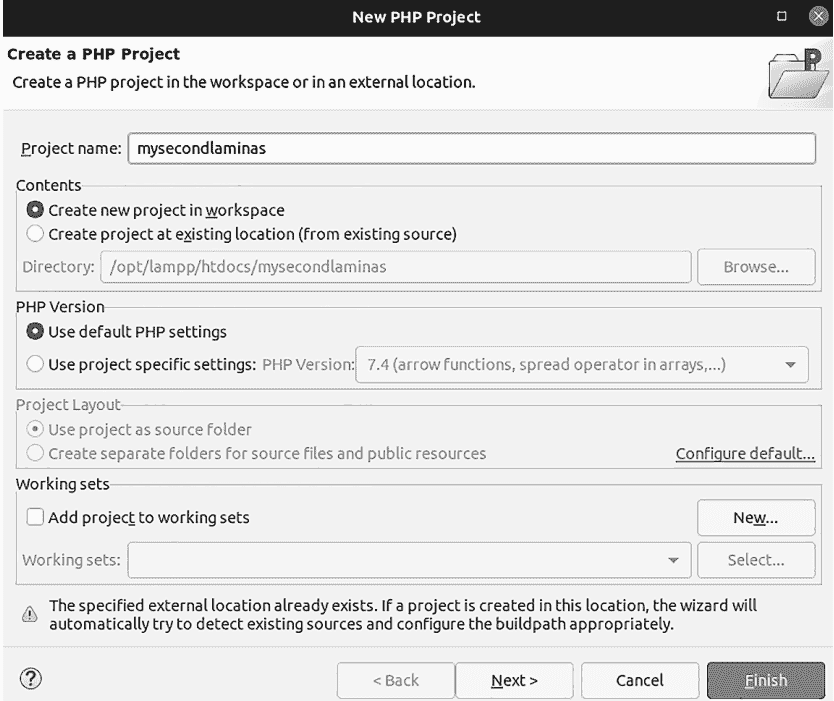 New PHP Project
Create a PHP Project
Create a PHP project in the workspace or in an external location.
Project name: mysecondlaminas
Contents
Create new project in workspace
Create project at existing location (from existing source)
Directory: /opt/lampp/htdocs/mysecondlaminas Browse...
PHP Version
Use default PHP settings
Use project specific settings: PHP Version: 7.4 (arrow functions, spread operator in arrays,...)
Project Layout
Use project as source folder
Create separate folders for source files and public resources Configure default...
Working sets
Add project to working sets New...
Working sets: Select...
The specified external location already exists. If a project is created in this location, the wizard will
automatically try to detect existing sources and configure the buildpath appropriately.
? < Back Next > Cancel Finish